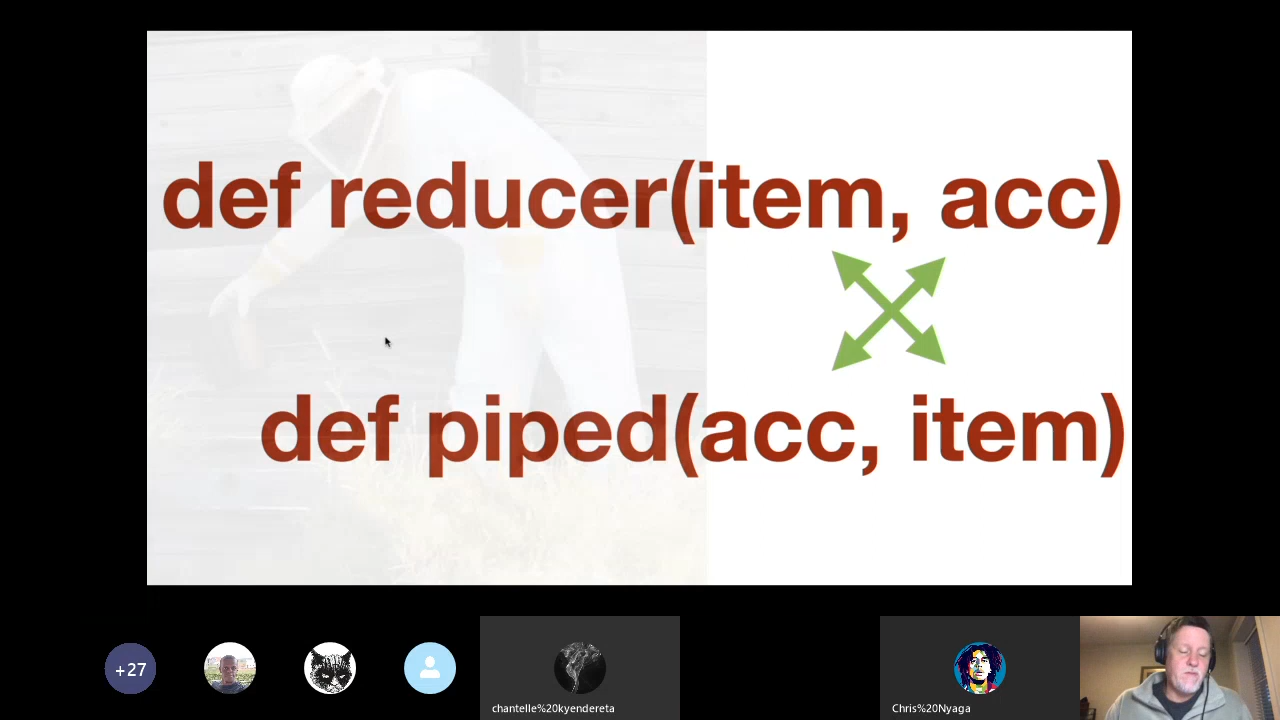 def reducer(item, acc)
def piped(acc, item)
+27
chantelle%20kyendereta
Chris%20Nyaga